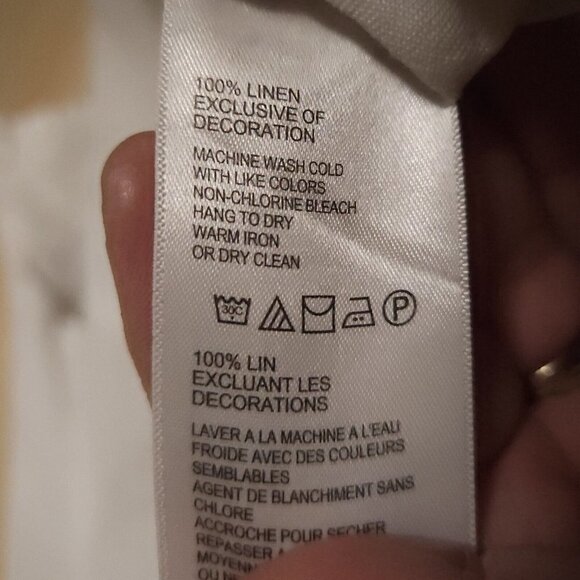 100% LINEN
EXCLUSIVE OF
DECORATION
MACHINE WASH COLD
WITH LIKE COLORS
NON-CHLORINE BLEACH
HANG TO DRY
WARM IRON
OR DRY CLEAN
30C P
100% LIN
EXCLUANT LES
DECORATIONS
LAVER A LA MACHINE A L'EAU
FROIDE AVEC DES COULEURS
SEMBLABLES
AGENT DE BLANCHIMENT SANS
CHLORE
ACCROCHE POUR SECHER
REPASSER
OU